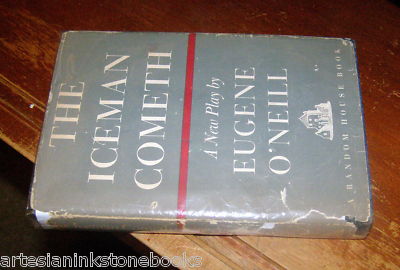 THE
ICEMAN
COMETH
A New Play by
EUGENE
O'NEILL
A RANDOM HOUSE BOOK
artesianinkstonebooks